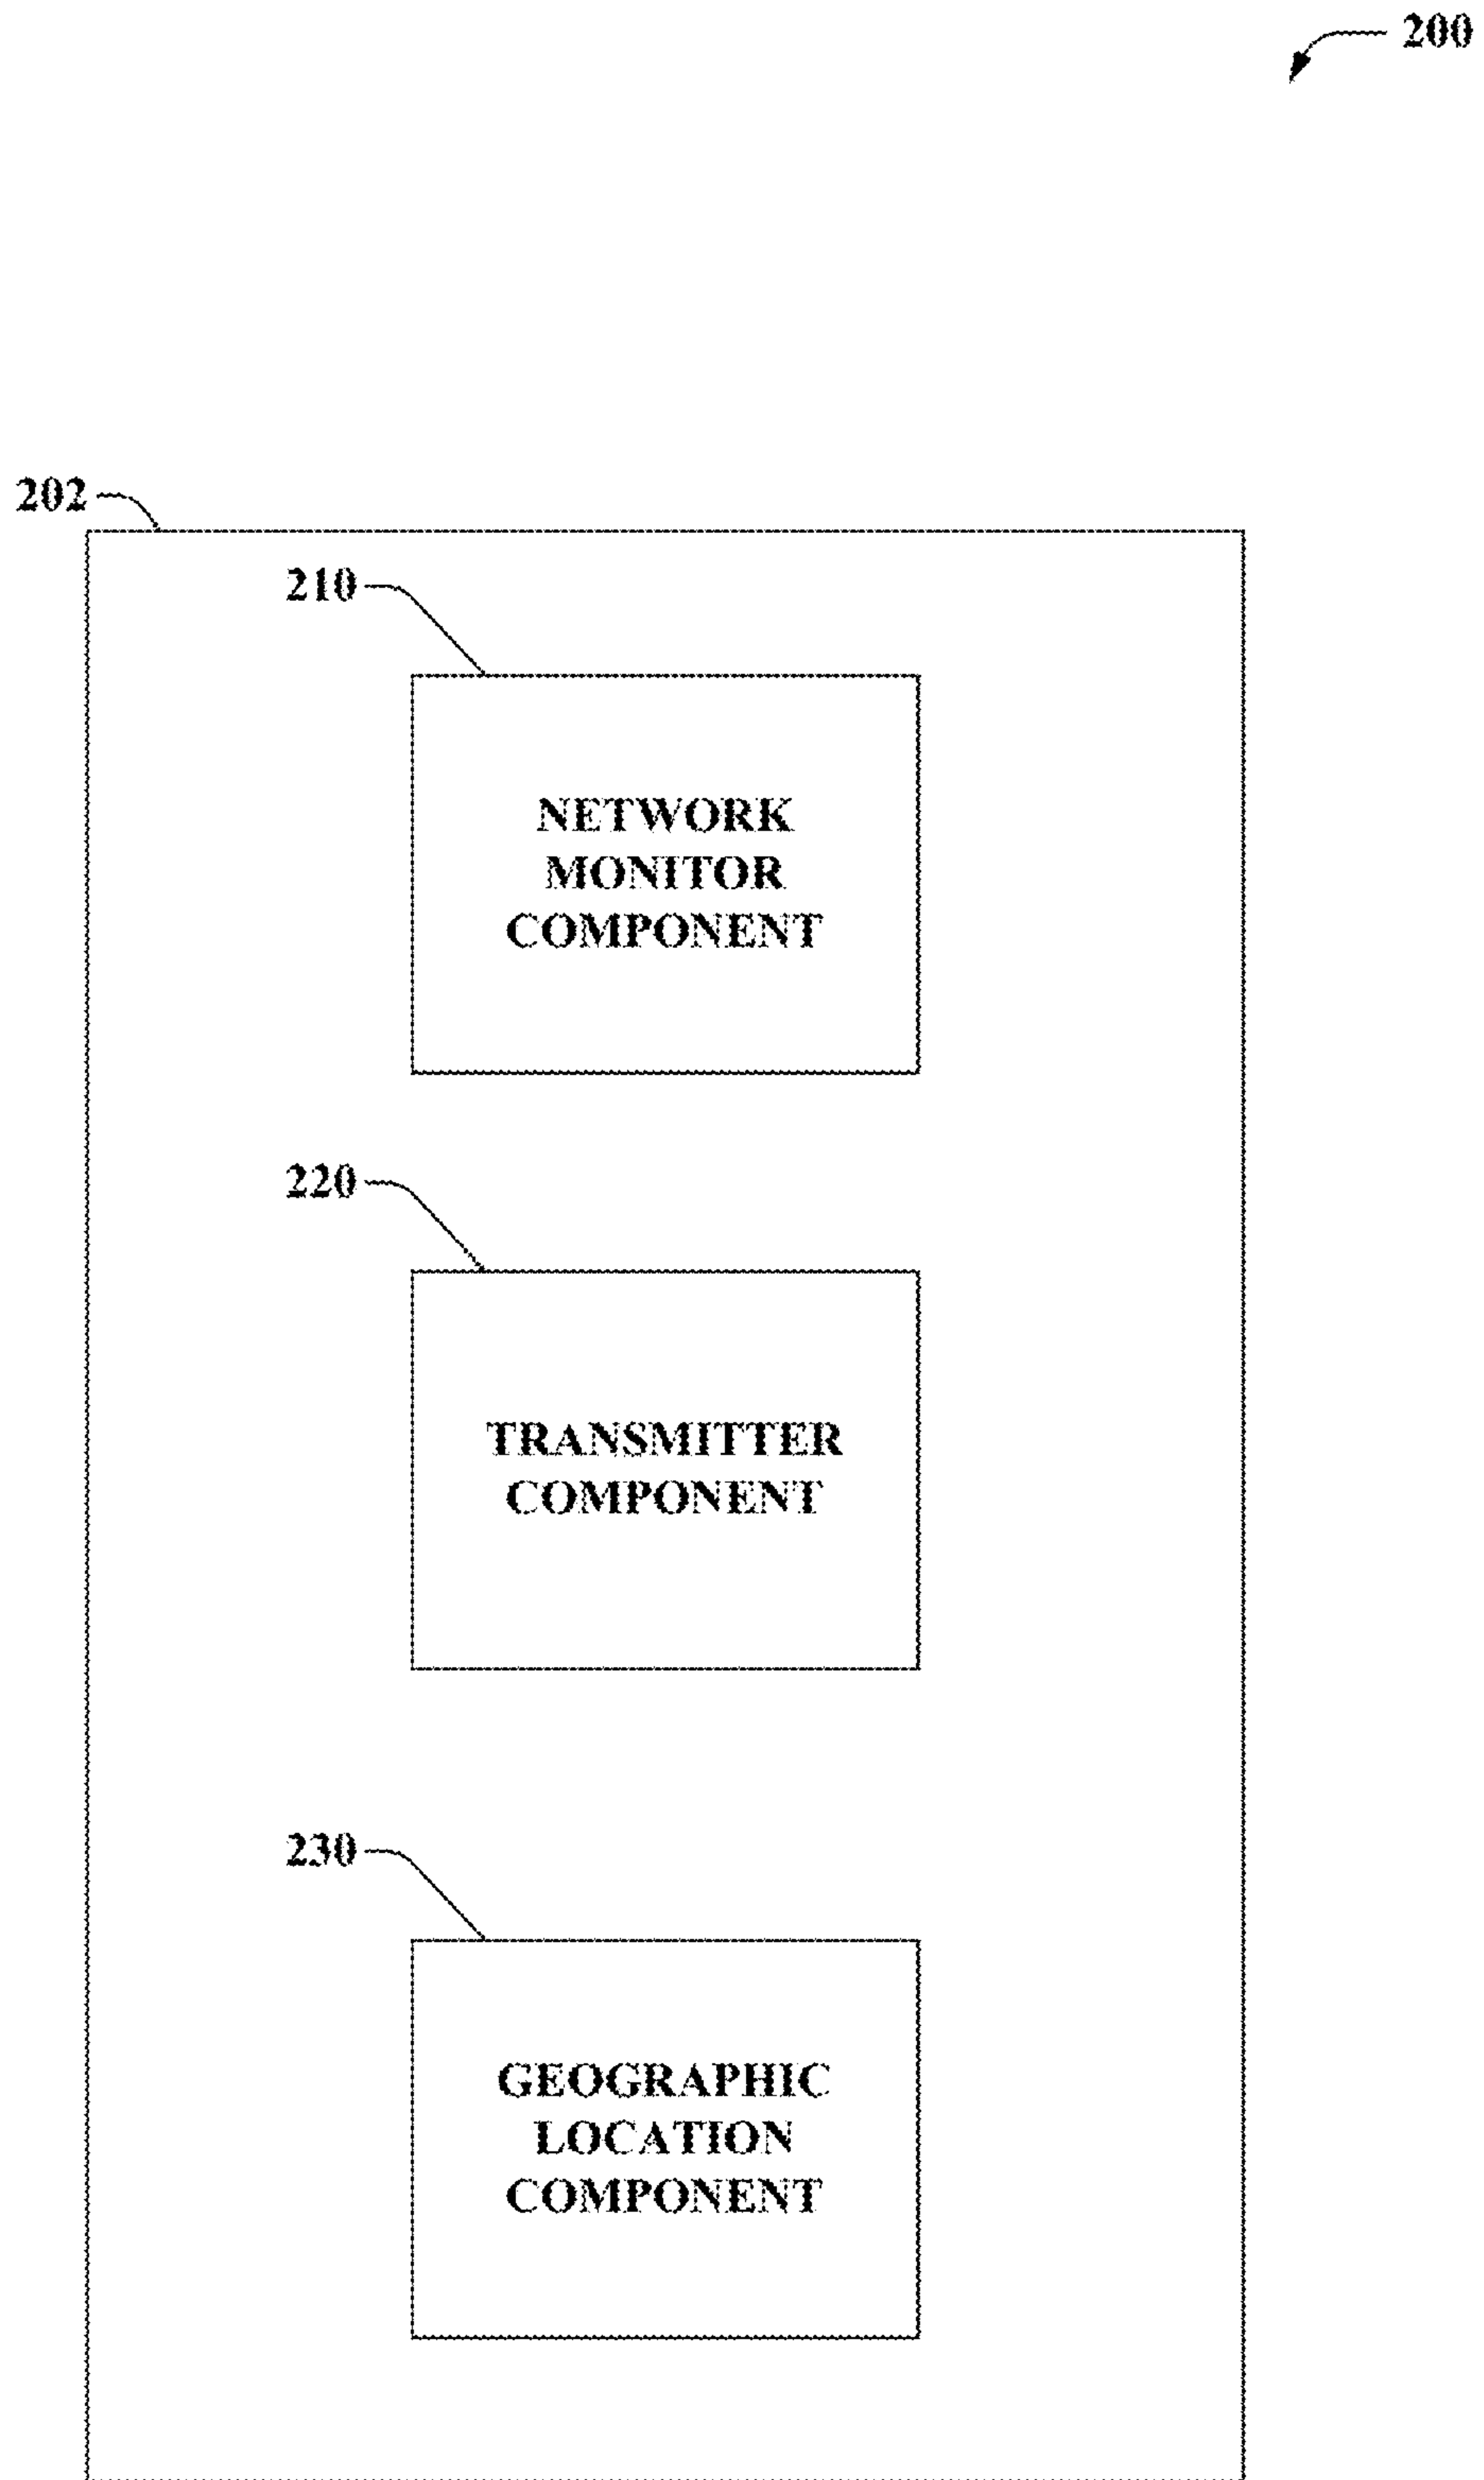 200
202
210
NETWORK
MONITOR
COMPONENT
220
TRANSMITTER
COMPONENT
230
GEOGRAPHIC
LOCATION
COMPONENT